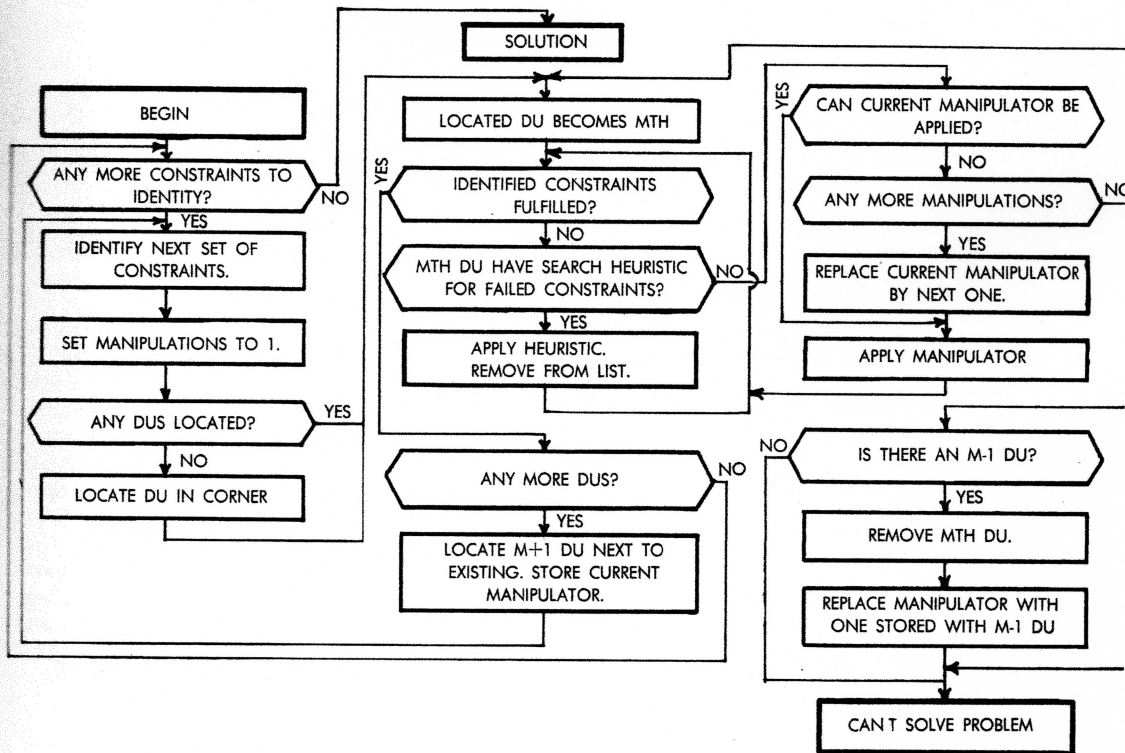 SOLUTION
BEGIN
ANY MORE CONSTRAINTS TO
IDENTITY?
NO
YES
IDENTIFY NEXT SET OF
CONSTRAINTS.
SET MANIPULATIONS TO 1.
ANY DUS LOCATED?
YES
NO
LOCATE DU IN CORNER
LOCATED DU BECOMES MTH
YES
IDENTIFIED CONSTRAINTS
FULFILLED?
NO
MTH DU HAVE SEARCH HEURISTIC
FOR FAILED CONSTRAINTS?
NO
YES
APPLY HEURISTIC.
REMOVE FROM LIST.
ANY MORE DUS?
NO
YES
LOCATE M+1 DU NEXT TO
EXISTING. STORE CURRENT
MANIPULATOR.
YES
CAN CURRENT MANIPULATOR BE
APPLIED?
NO
ANY MORE MANIPULATIONS?
NO
YES
REPLACE CURRENT MANIPULATOR
BY NEXT ONE.
APPLY MANIPULATOR
NO
IS THERE AN M-1 DU?
YES
REMOVE MTH DU.
REPLACE MANIPULATOR WITH
ONE STORED WITH M-1 DU
CAN T SOLVE PROBLEM